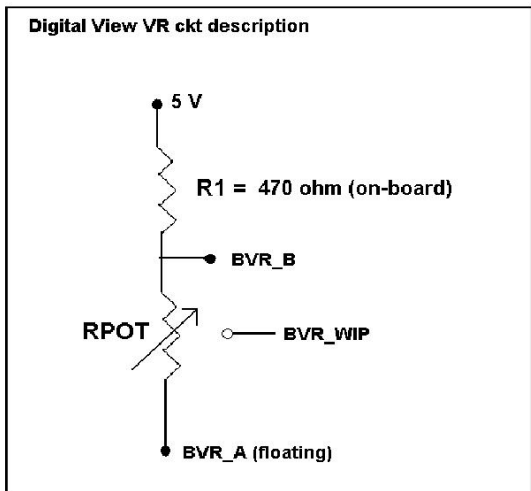 Digital View VR ckt description
5 V
R1 = 470 ohm (on-board)
BVR_B
RPOT
BVR_WIP
BVR_A (floating)